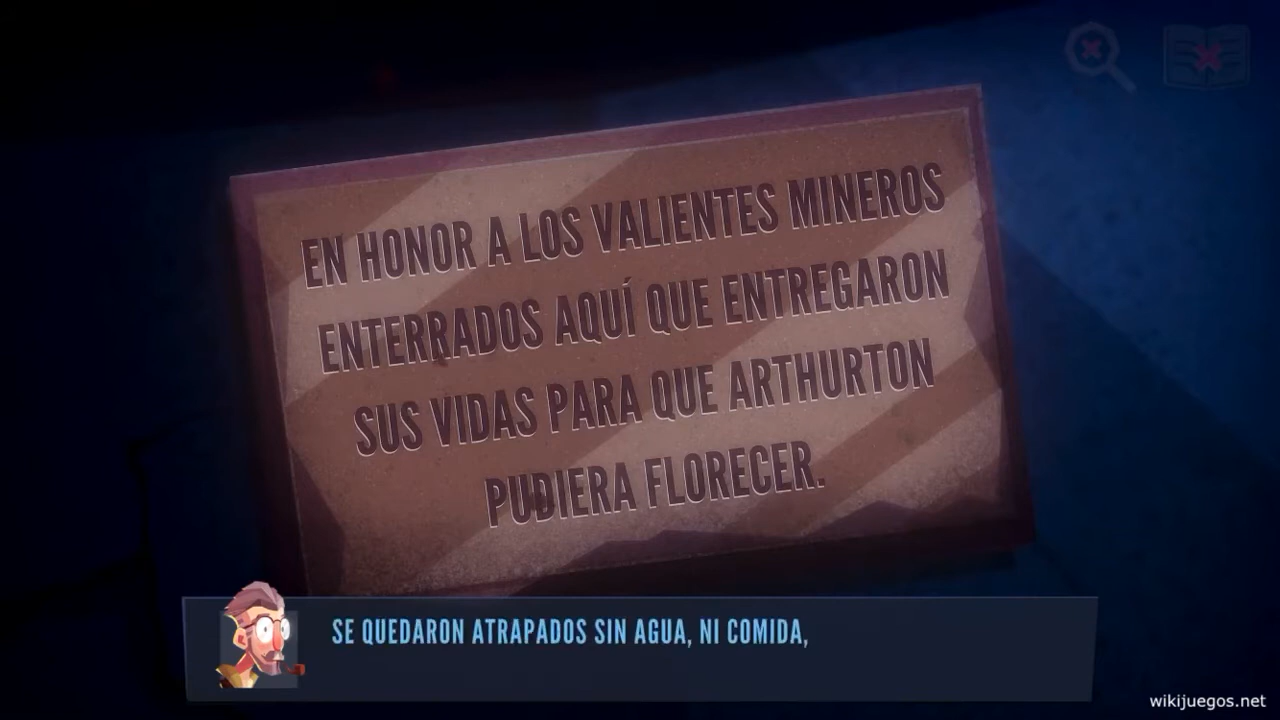 EN HONOR A LOS VALIENTES MINEROS
ENTERRADOS AQUÍ QUE ENTREGARON
SUS VIDAS PARA QUE ARTHURTON
PUDIERA FLORECER.
SE QUEDARON ATRAPADOS SIN AGUA, NI COMIDA,
wikijuegos.net